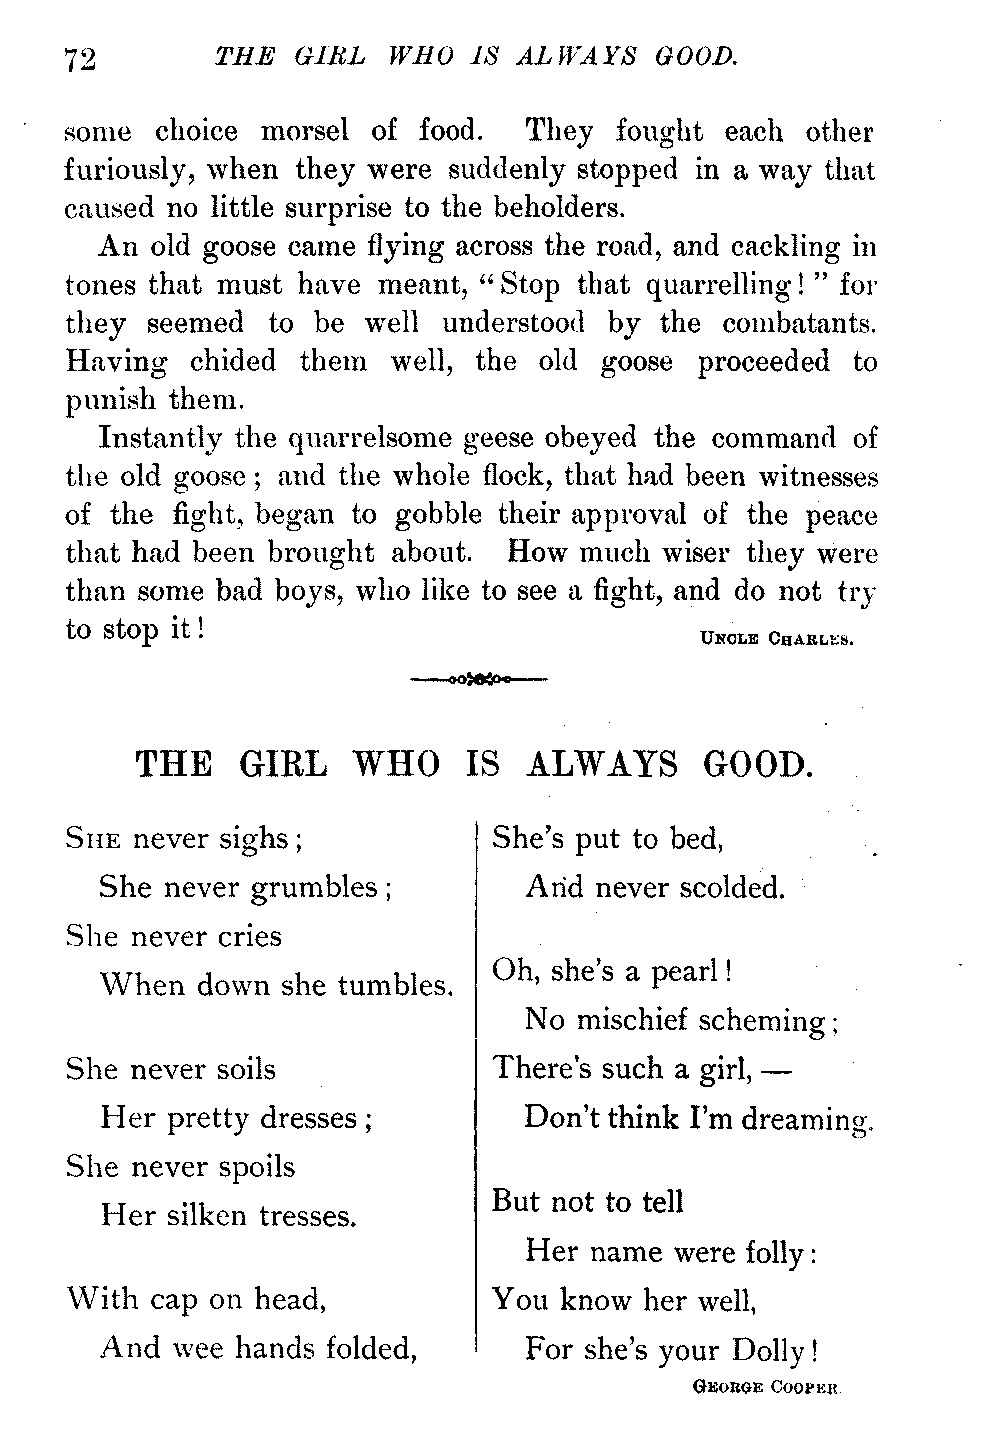 72 THE GIRL WHO IS ALWAYS GOOD.
some choice morsel of food. They fought each other
furiously, when they were suddenly stopped in a way that
caused no little surprise to the beholders.
An old goose came flying across the road, and cackling in
tones that must have meant, "Stop that quarrelling!" for
they seemed to be well understood by the combatants.
Having chided them well, the old goose proceeded to
punish them.
Instantly the quarrelsome geese obeyed the command of
the old goose; and the whole flock, that had been witnesses
of the fight, began to gobble their approval of the peace
that had been brought about. How much wiser they were
than some bad boys, who like to see a fight, and do not try
to stop it!
UNCLE CHARLES.
THE GIRL WHO IS ALWAYS GOOD.
SHE never sighs;
She never grumbles;
She never cries
When down she tumbles.
She never soils
Her pretty dresses;
She never spoils
Her silken tresses.
With cap on head,
And wee hands folded,
She's put to bed,
And never scolded.
Oh, she's a pearl!
No mischief scheming;
There's such a girl, —
Don't think I'm dreaming.
But not to tell
Her name were folly:
You know her well,
For she's your Dolly!
GEORGE COOPER